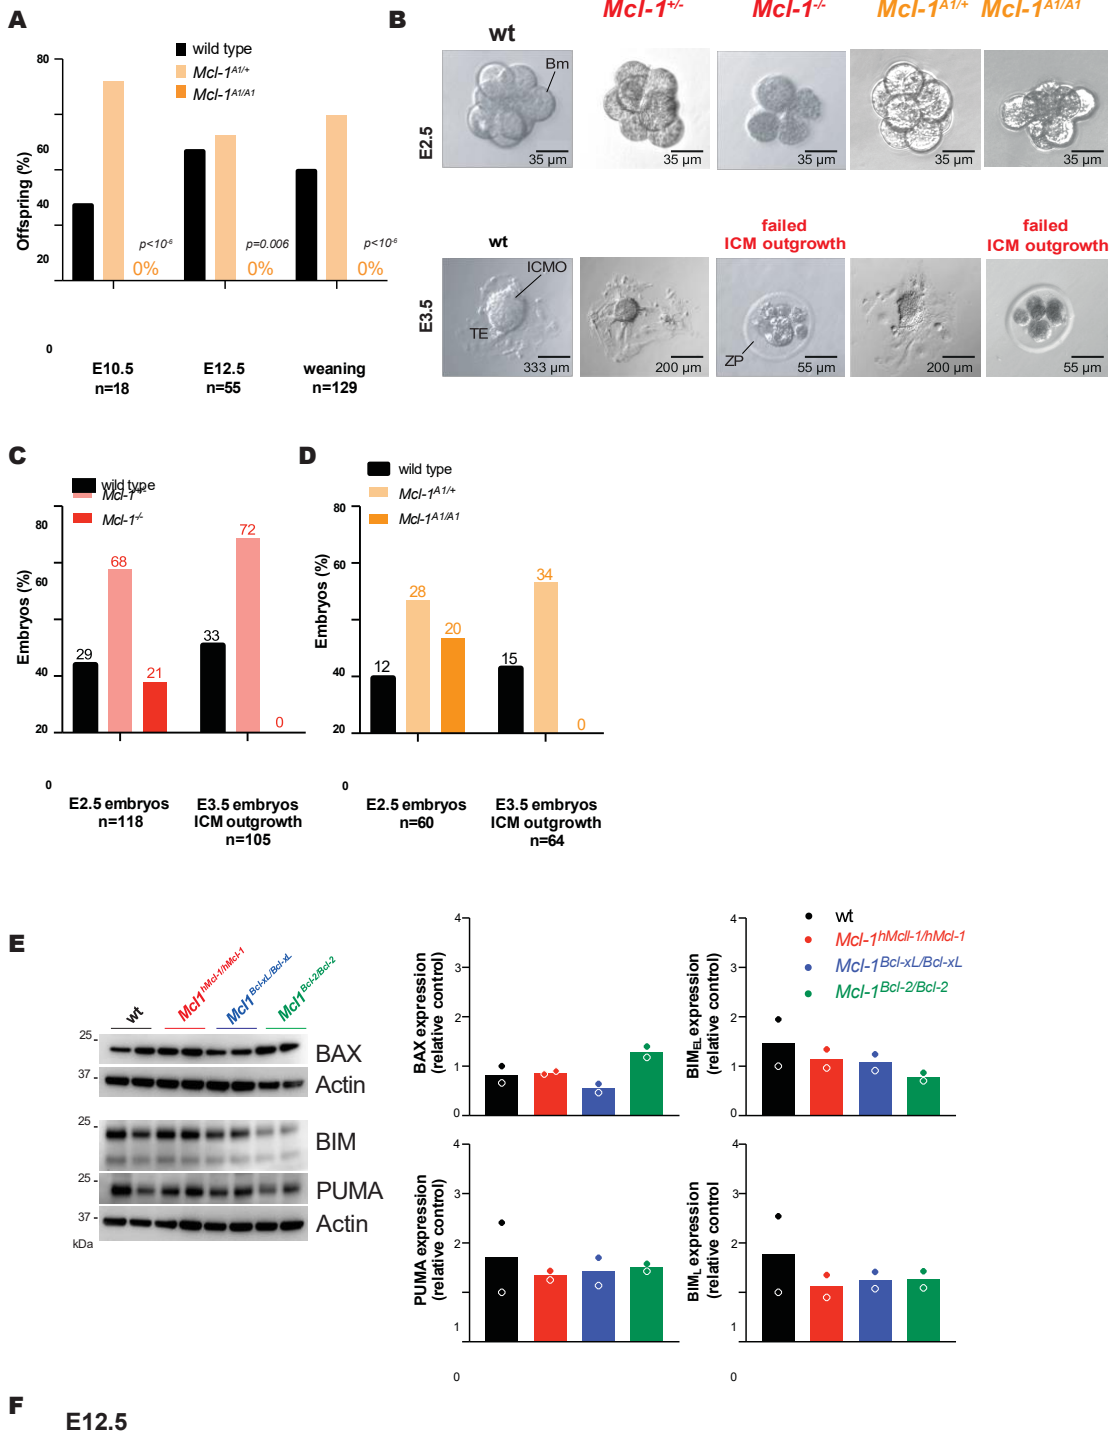 A
wild type
Mcl-1A1/+
Mcl-1A1/A1
Offspring (%)
80
60
40
20
0
p<10-6
p=0.006
p<10-6
0%
0%
0%
E10.5
n=18
E12.5
n=55
weaning
n=129
B
wt
Mcl-1+/-
Mcl-1-/-
Mcl-1A1/+
Mcl-1A1/A1
E2.5
Bm
35 µm
35 µm
35 µm
35 µm
35 µm
wt
failed
ICM outgrowth
failed
ICM outgrowth
E3.5
ICMO
TE
ZP
333 µm
200 µm
55 µm
200 µm
55 µm
C
wild type
Mcl-1+/-
Mcl-1-/-
Embryos (%)
80
60
40
20
0
29
68
21
33
72
0
E2.5 embryos
n=118
E3.5 embryos
ICM outgrowth
n=105
D
wild type
Mcl-1A1/+
Mcl-1A1/A1
Embryos (%)
80
60
40
20
0
12
28
20
15
34
0
E2.5 embryos
n=60
E3.5 embryos
ICM outgrowth
n=64
E
wt
Mcl1hMcl-1/hMcl-1
Mcl1Bcl-xL/Bcl-xL
Mcl1Bcl-2/Bcl-2
25
BAX
37
Actin
25
BIM
25
PUMA
37
Actin
kDa
BAX expression
(relative control)
4
3
2
1
0
BIMEL expression
(relative control)
4
3
2
1
0
wt
Mcl-1hMcll-1/hMcl-1
Mcl-1Bcl-xL/Bcl-xL
Mcl-1Bcl-2/Bcl-2
PUMA expression
(relative control)
4
3
2
1
0
BIML expression
(relative control)
4
3
2
1
0
F
E12.5